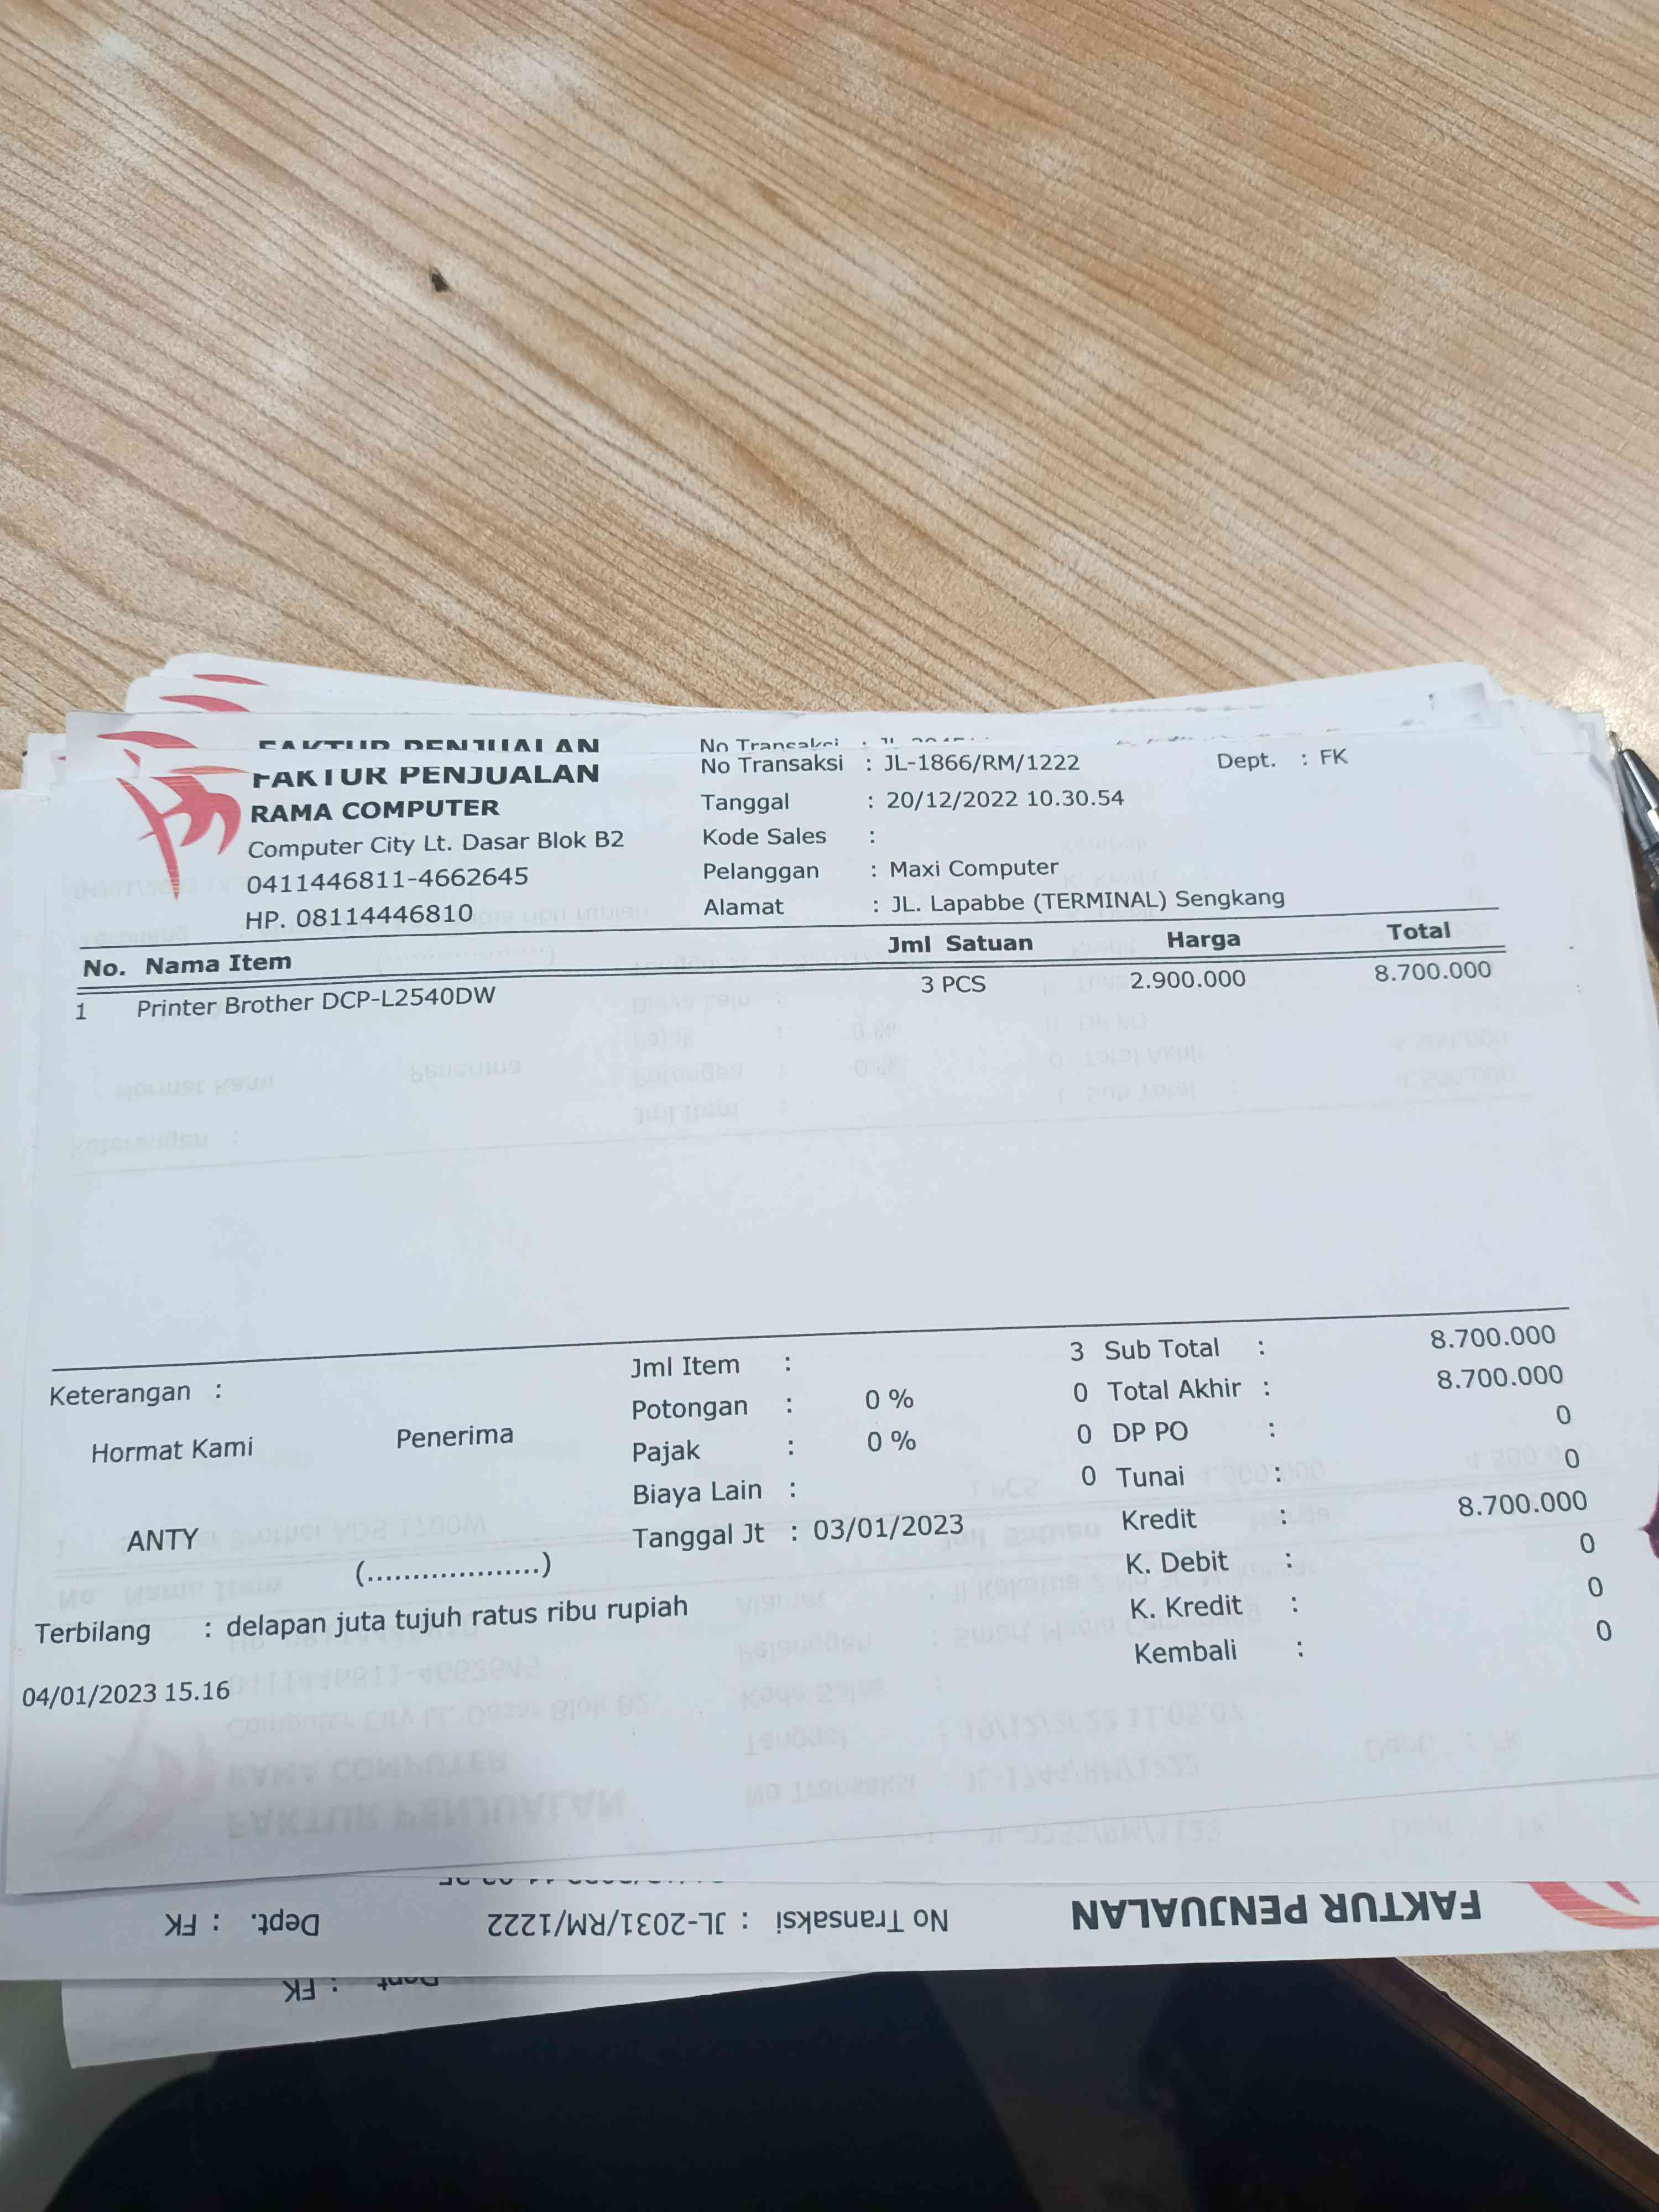 FAKTUR PENJUALAN
No Transaksi :
FAKTUR PENJUALAN
RAMA COMPUTER
Computer City Lt. Dasar Blok B2
0411446811-4662645
HP. 08114446810
No Transaksi : JL-1866/RM/1222 Dept. : FK
Tanggal : 20/12/2022 10.30.54
Kode Sales :
Pelanggan : Maxi Computer
Alamat : JL. Lapabbe (TERMINAL) Sengkang
No. Nama Item Jml Satuan Harga Total
1 Printer Brother DCP-L2540DW 3 PCS 2.900.000 8.700.000
Keterangan :
Hormat Kami Penerima
ANTY
(...................)
Jml Item : 3
Potongan : 0 % 0
Pajak : 0 % 0
Biaya Lain : 0
Tanggal Jt : 03/01/2023
Sub Total : 8.700.000
Total Akhir : 8.700.000
DP PO : 0
Tunai : 0
Kredit : 8.700.000
K. Debit : 0
K. Kredit : 0
Kembali : 0
Terbilang : delapan juta tujuh ratus ribu rupiah
04/01/2023 15.16
FAKTUR PENJUALAN
No Transaksi : JL-2031/RM/1222 Dept. : FK
Dept : FK